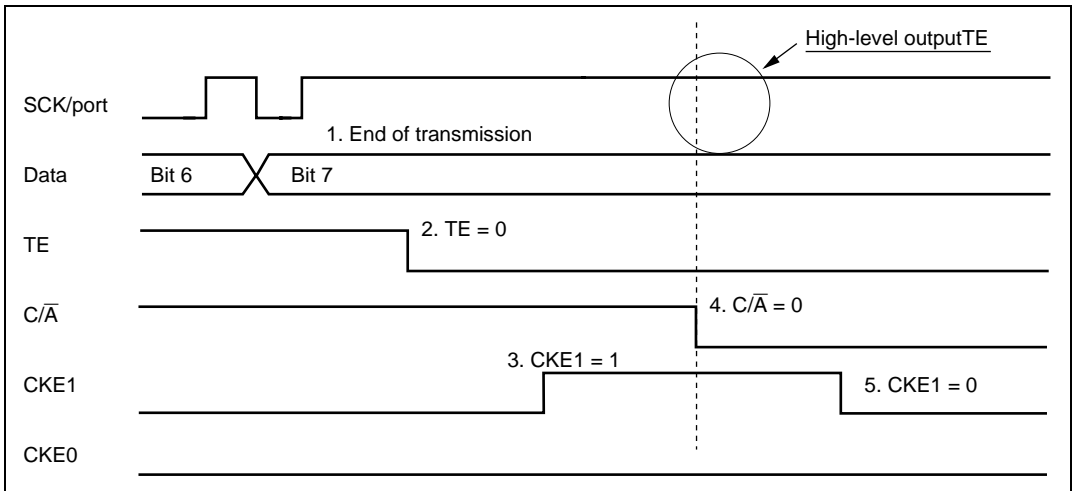 High-level outputTE
SCK/port
1. End of transmission
Data
Bit 6
Bit 7
TE
2. TE = 0
C/A̅
4. C/A̅ = 0
3. CKE1 = 1
CKE1
5. CKE1 = 0
CKE0